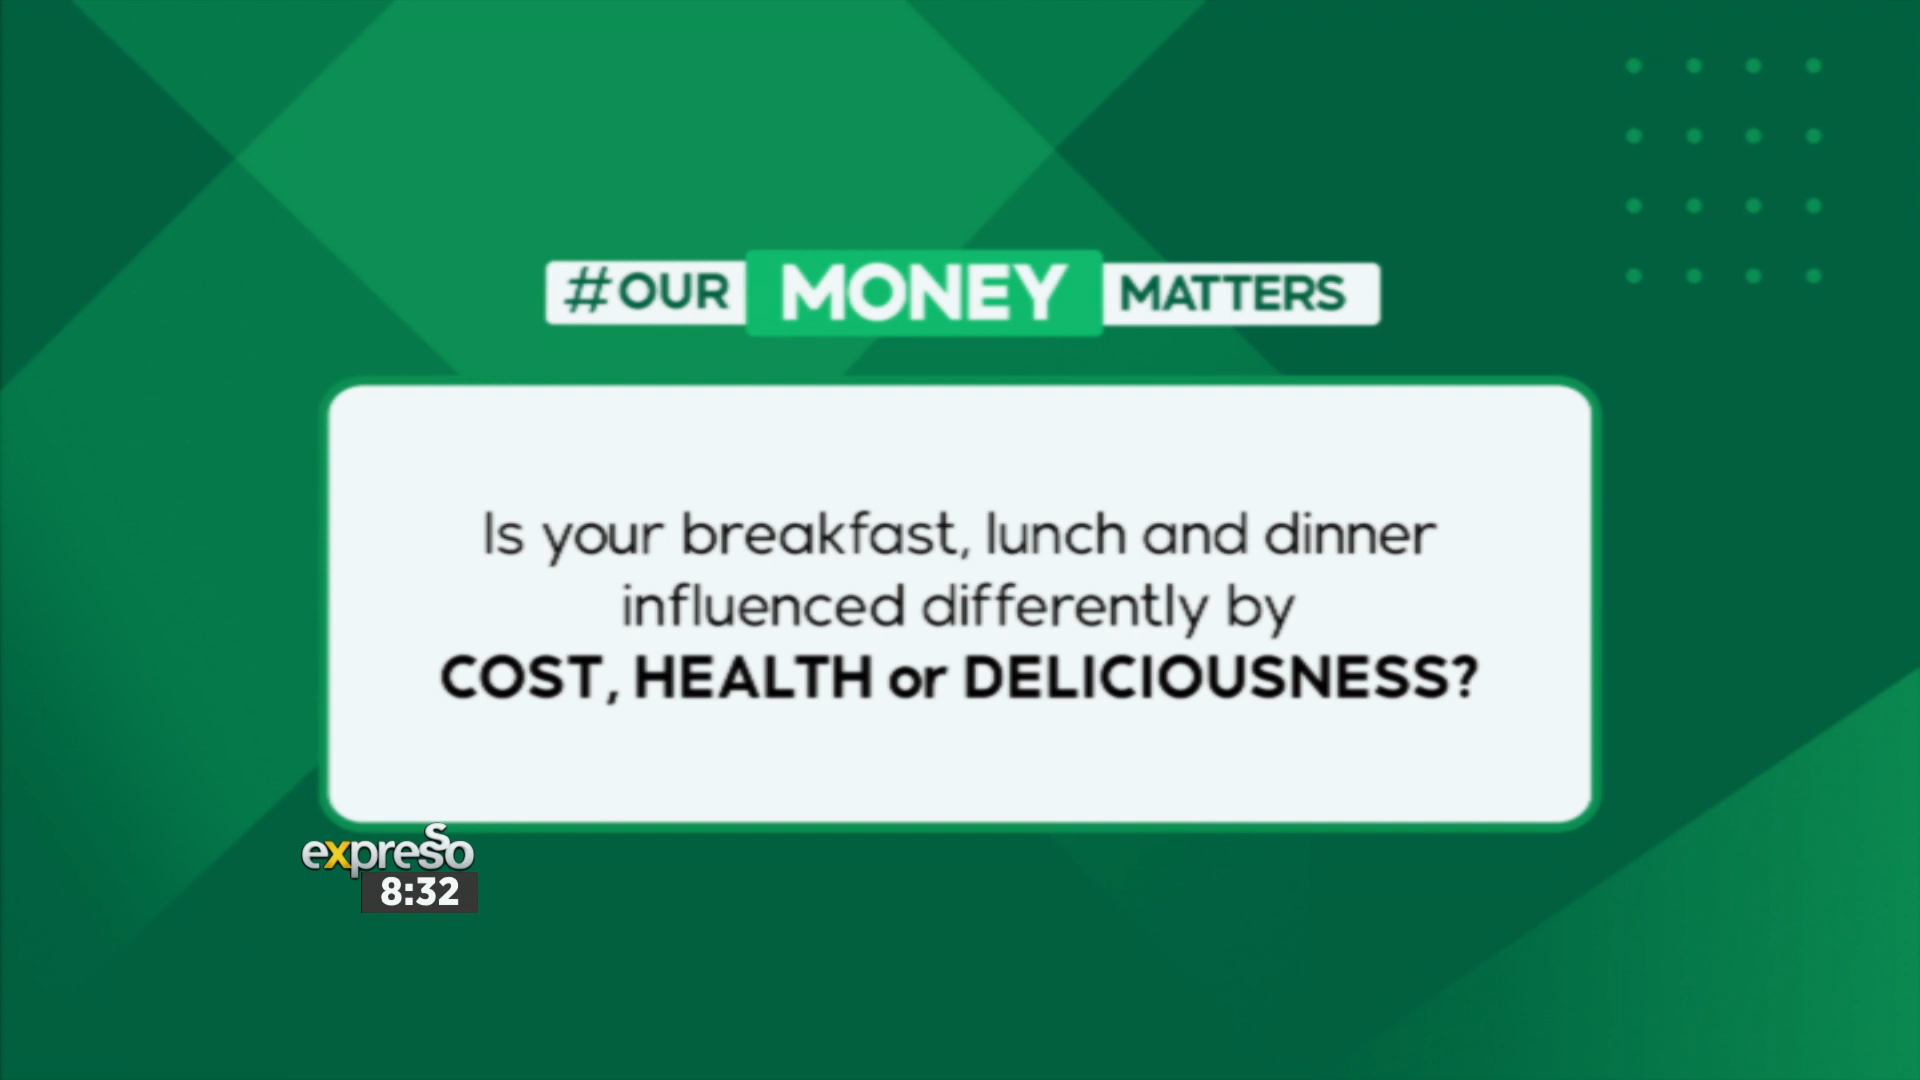 #OUR MONEY MATTERS
Is your breakfast, lunch and dinner
influenced differently by
COST, HEALTH or DELICIOUSNESS?
expresso
8:32